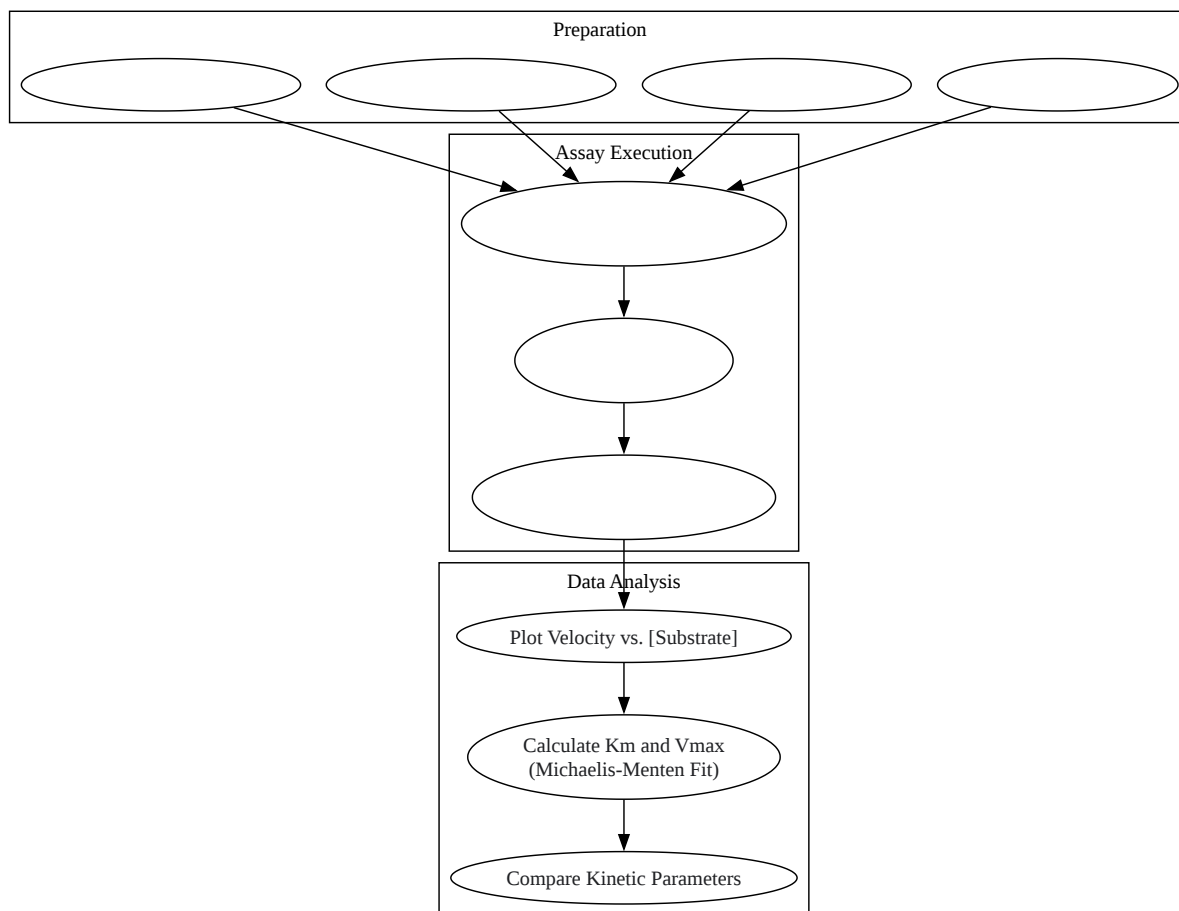 Preparation
Assay Execution
Data Analysis
Plot Velocity vs. [Substrate]
Calculate Km and Vmax
(Michaelis-Menten Fit)
Compare Kinetic Parameters